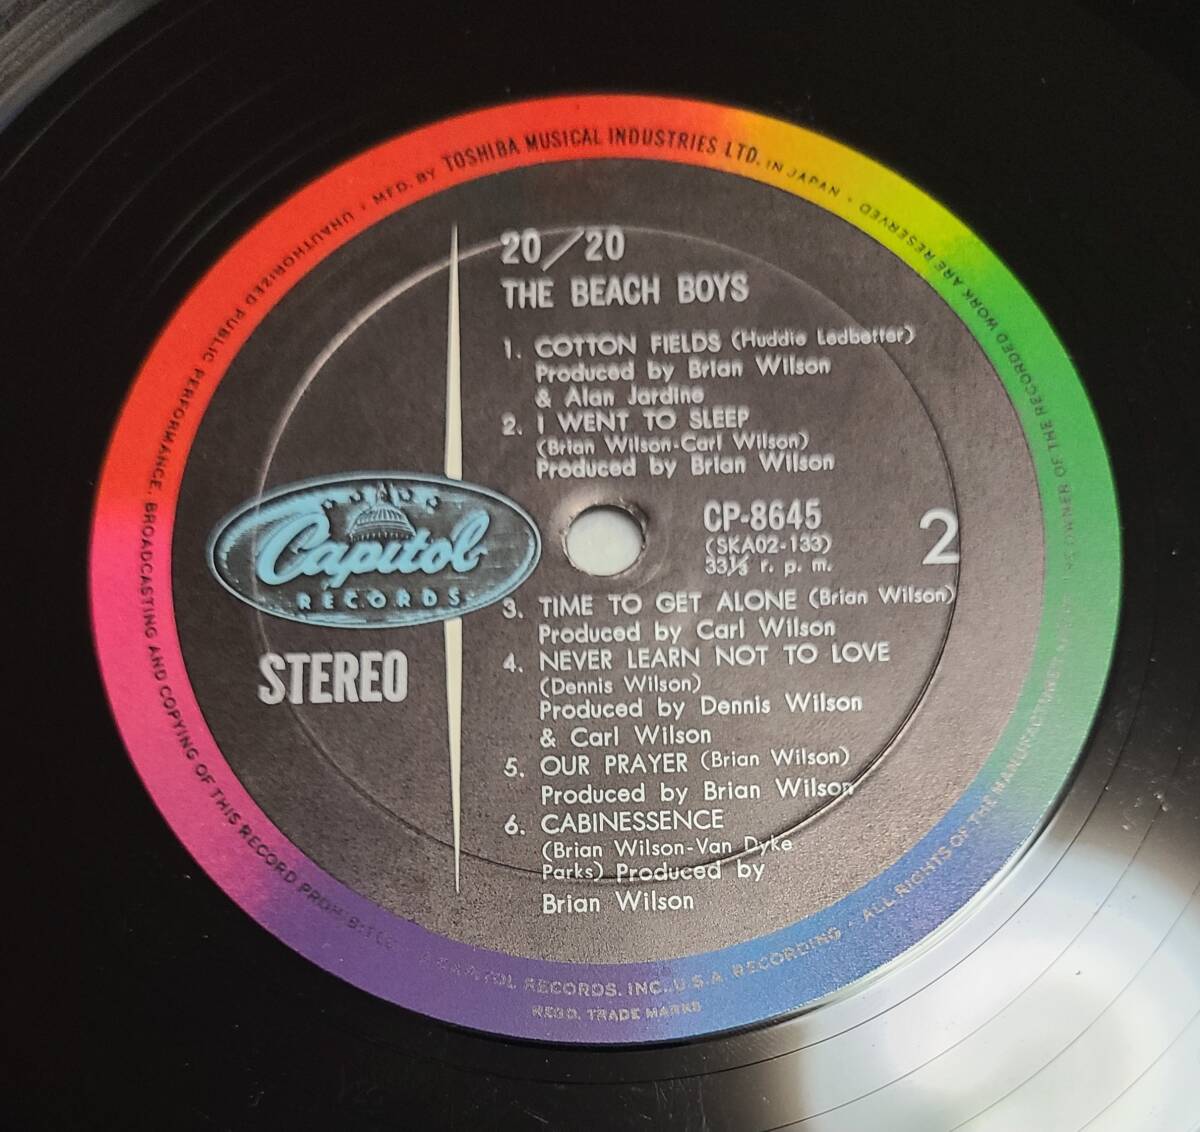 MFD. BY TOSHIBA MUSICAL INDUSTRIES LTD. IN JAPAN · ALL RIGHTS OF THE MANUFACTURER OWNER OF THE RECORDED WORK ARE RESERVED · UNAUTHORIZED PUBLIC PERFORMANCE, BROADCASTING AND COPYING OF THIS RECORD
20/20
THE BEACH BOYS
1. COTTON FIELDS (Huddie Ledbetter)
Produced by Brian Wilson
& Alan Jardine
2. I WENT TO SLEEP
(Brian Wilson-Carl Wilson)
Produced by Brian Wilson
Capitol
RECORDS
STEREO
CP-8645
(SKA02-133)
33⅓ r. p. m.
2
3. TIME TO GET ALONE (Brian Wilson)
Produced by Carl Wilson
4. NEVER LEARN NOT TO LOVE
(Dennis Wilson)
Produced by Dennis Wilson
& Carl Wilson
5. OUR PRAYER (Brian Wilson)
Produced by Brian Wilson
6. CABINESSENCE
(Brian Wilson-Van Dyke
Parks) Produced by
Brian Wilson
CAPITOL RECORDS, INC., U.S.A. RECORDING
REGD. TRADE MARKS